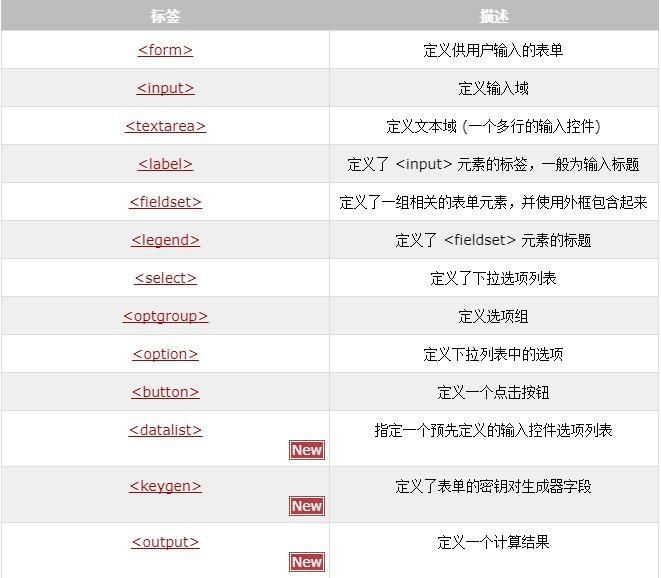 标签 描述
<form> 定义供用户输入的表单
<input> 定义输入域
<textarea> 定义文本域 (一个多行的输入控件)
<label> 定义了 <input> 元素的标签，一般为输入标题
<fieldset> 定义了一组相关的表单元素，并使用外框包含起来
<legend> 定义了 <fieldset> 元素的标题
<select> 定义了下拉选项列表
<optgroup> 定义选项组
<option> 定义下拉列表中的选项
<button> 定义一个点击按钮
<datalist> 指定一个预先定义的输入控件选项列表
New
<keygen> 定义了表单的密钥对生成器字段
New
<output> 定义一个计算结果
New